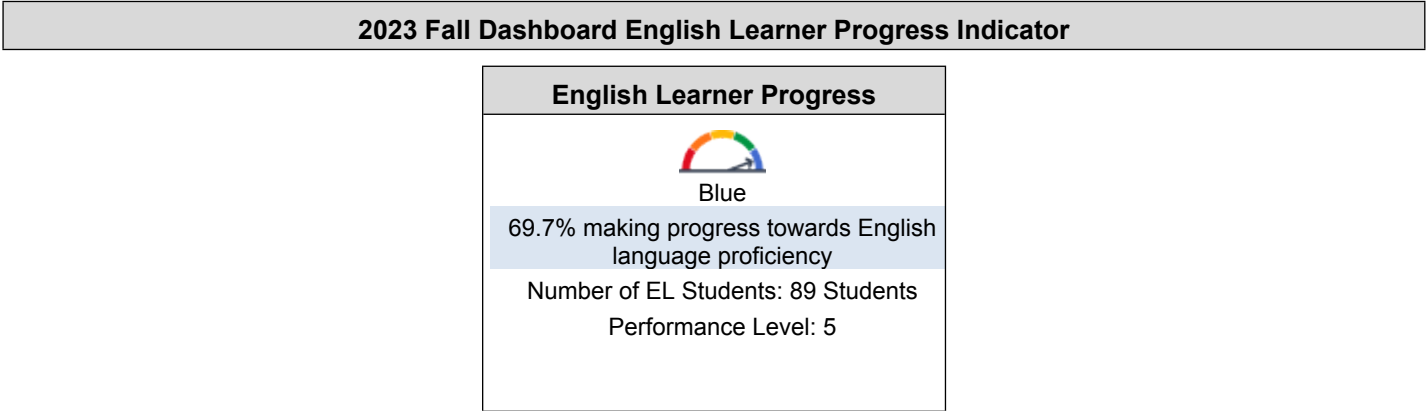 2023 Fall Dashboard English Learner Progress Indicator
English Learner Progress
Blue
69.7% making progress towards English
language proficiency
Number of EL Students: 89 Students
Performance Level: 5